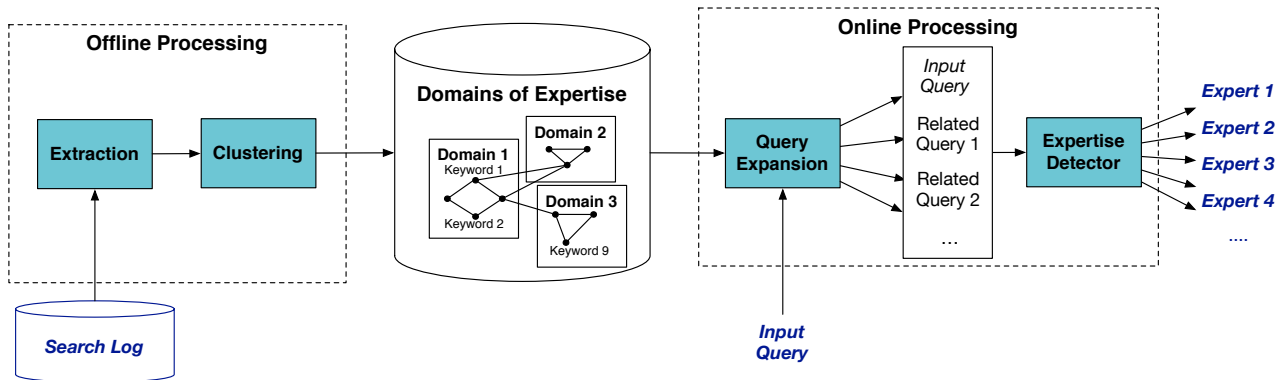 Offline Processing
Extraction
Clustering
Search Log
Domains of Expertise
Domain 1
Keyword 1
Keyword 2
Domain 2
Domain 3
Keyword 9
Online Processing
Query
Expansion
Input
Query
Input
Query
Related
Query 1
Related
Query 2
...
Expertise
Detector
Expert 1
Expert 2
Expert 3
Expert 4
....